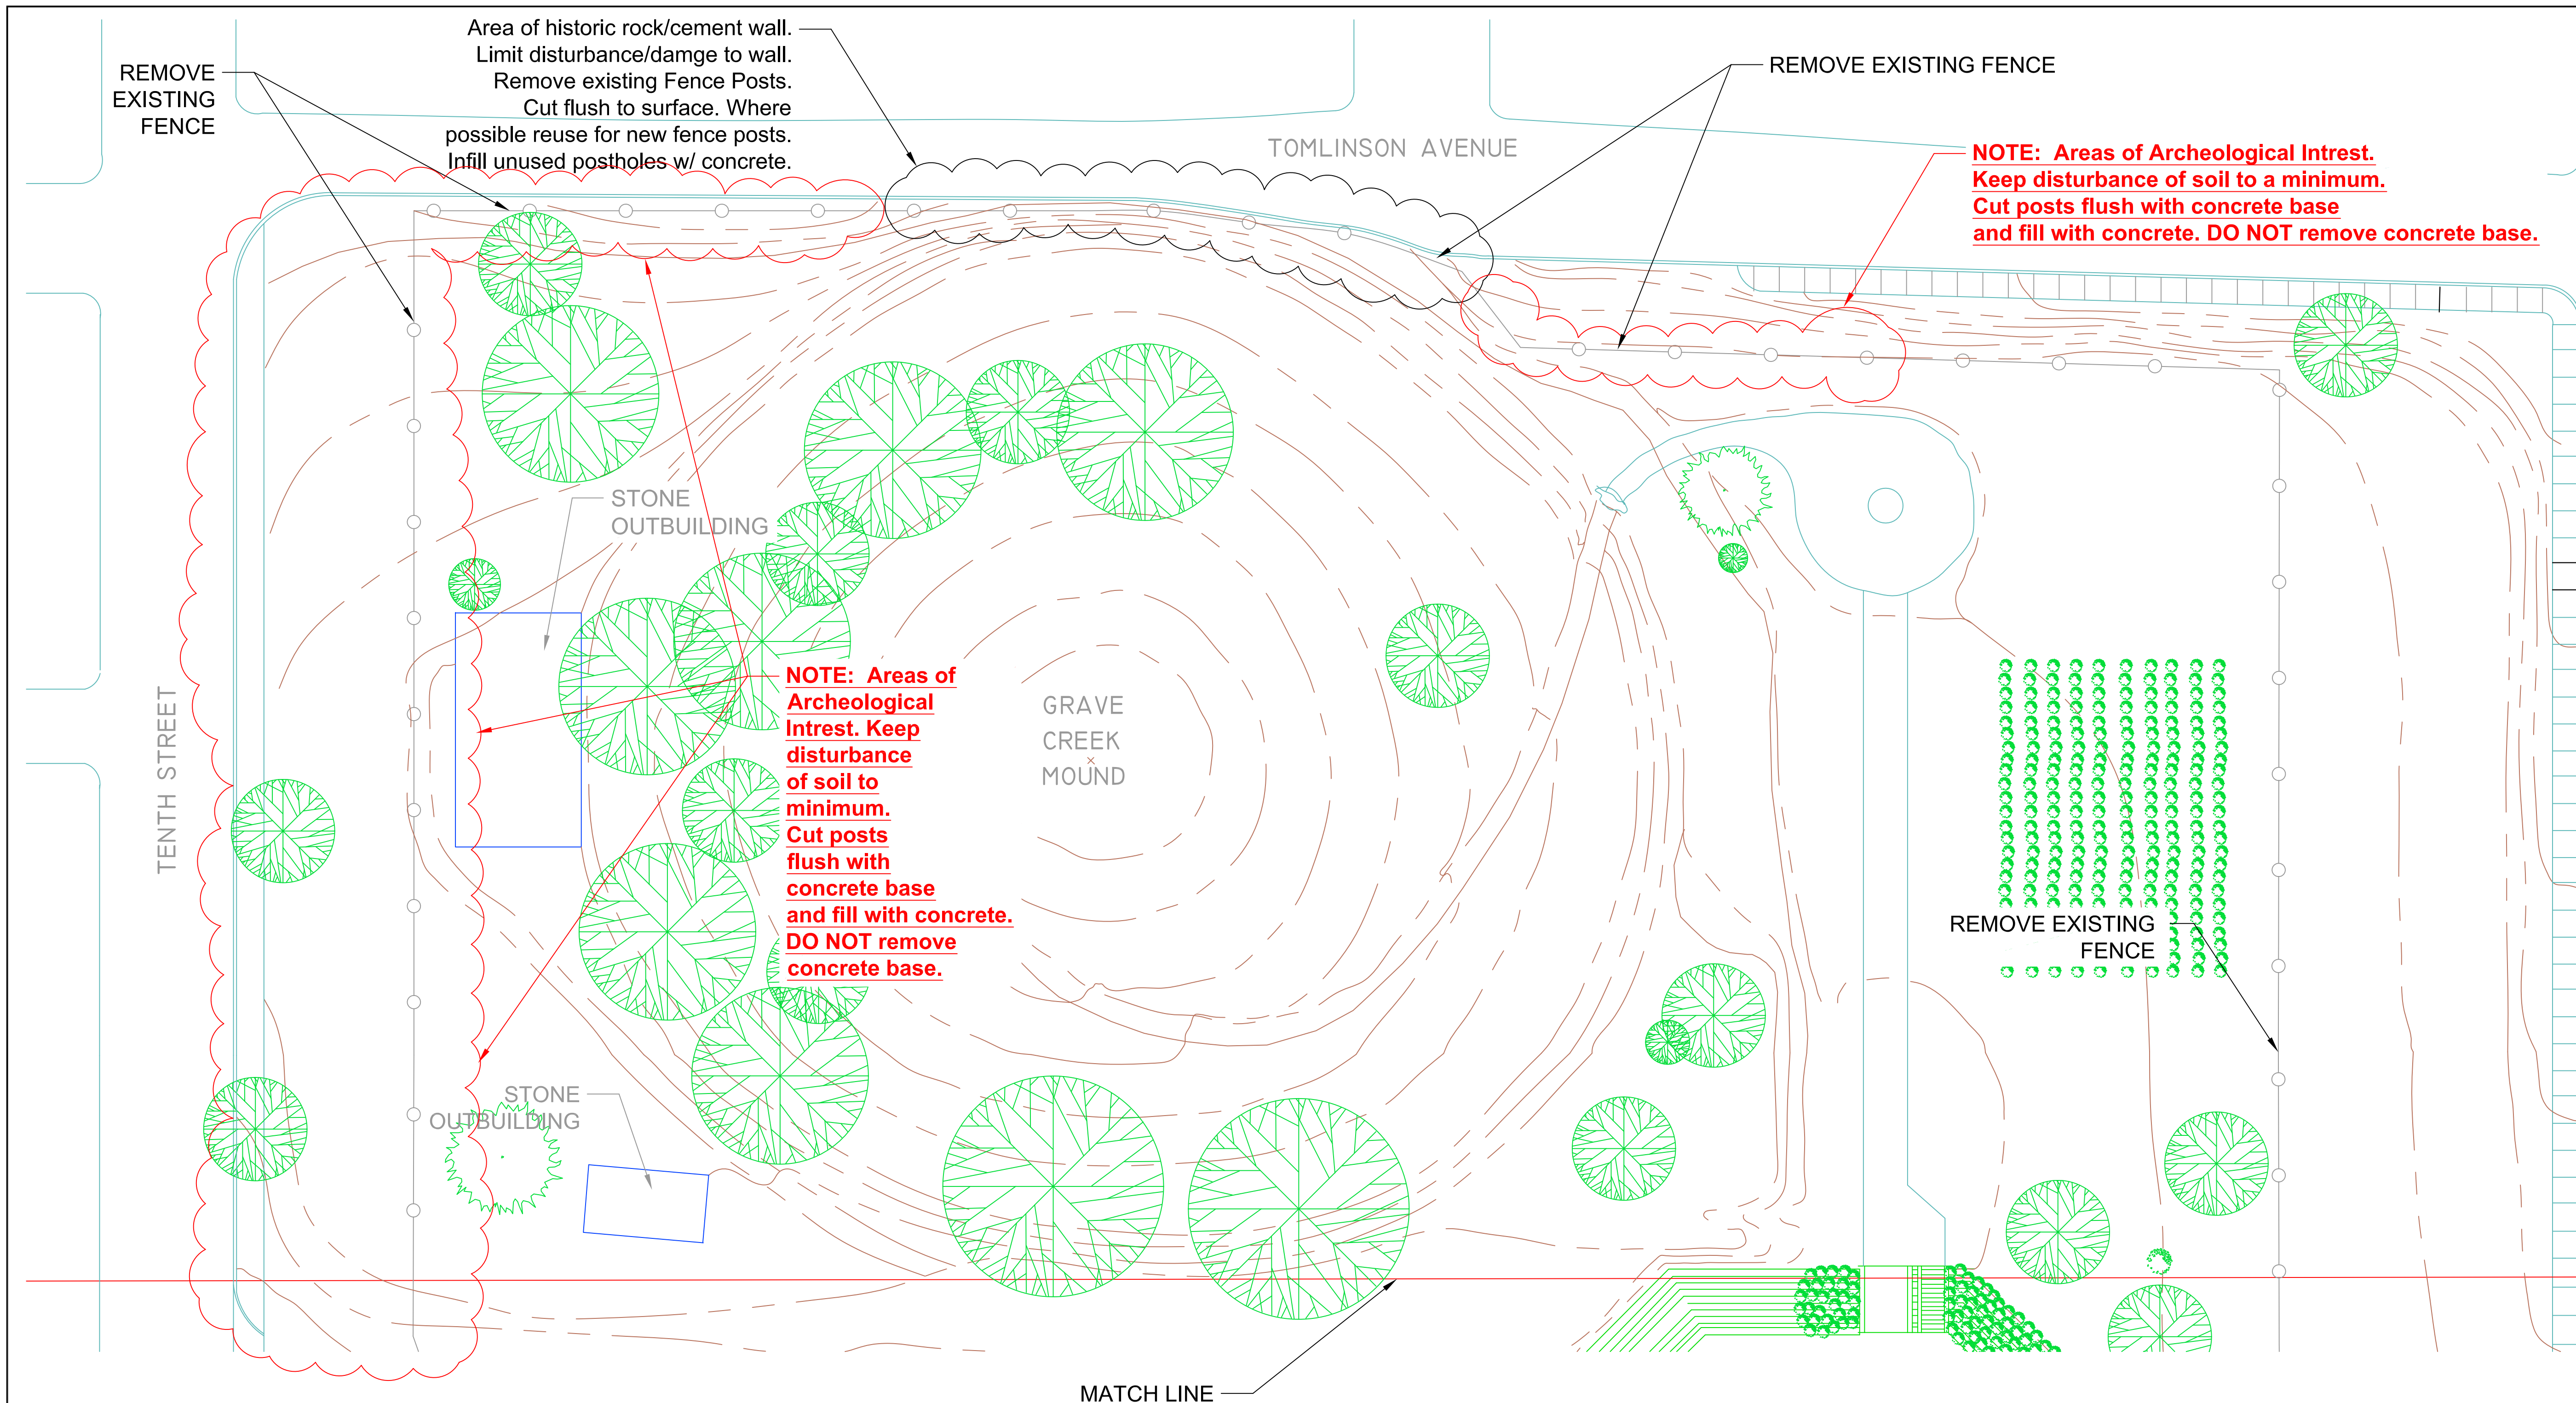 Area of historic rock/cement wall.
Limit disturbance/damge to wall.
Remove existing Fence Posts.
Cut flush to surface. Where
possible reuse for new fence posts.
Infill unused postholes w/ concrete.
REMOVE
EXISTING
FENCE
REMOVE EXISTING FENCE
TOMLINSON AVENUE
NOTE: Areas of Archeological Intrest.
Keep disturbance of soil to a minimum.
Cut posts flush with concrete base
and fill with concrete. DO NOT remove concrete base.
STONE
OUTBUILDING
NOTE: Areas of
Archeological
Intrest. Keep
disturbance
of soil to
minimum.
Cut posts
flush with
concrete base
and fill with concrete.
DO NOT remove
concrete base.
GRAVE
CREEK
MOUND
TENTH STREET
REMOVE EXISTING
FENCE
STONE
OUTBUILDING
MATCH LINE